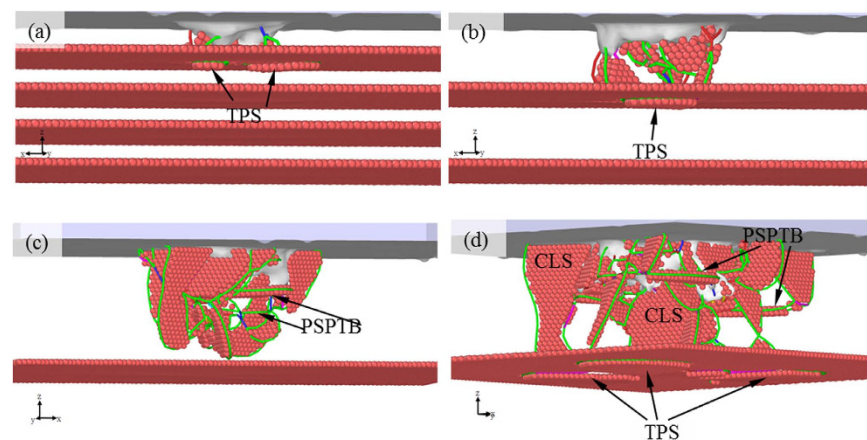 (a)
TPS
z
x y
(b)
TPS
z
x y
(c)
PSPTB
z
y x
(d)
PSPTB
CLS
CLS
TPS
z